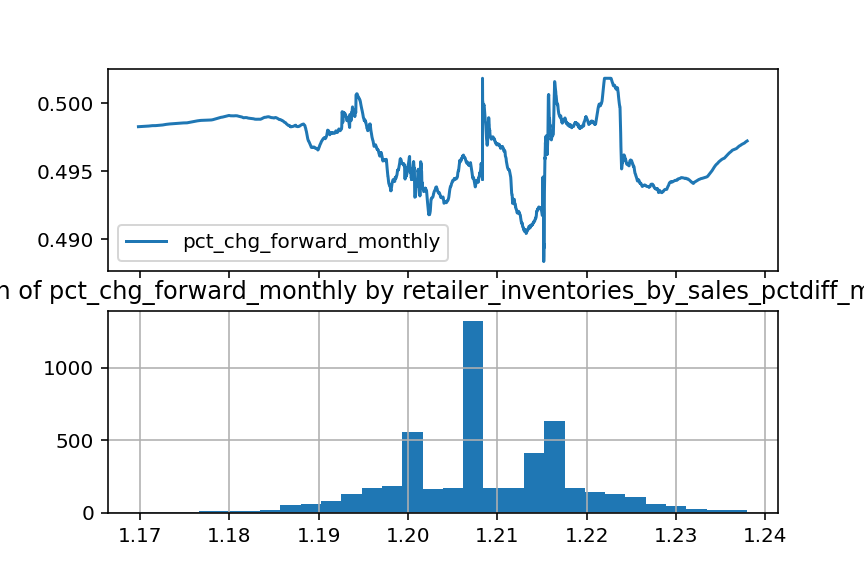 0.500
0.495
0.490
pct_chg_forward_monthly
of pct_chg_forward_monthly by retailer_inventories_by_sales_pctdiff_m
1000
500
0
1.17 1.18 1.19 1.20 1.21 1.22 1.23 1.24